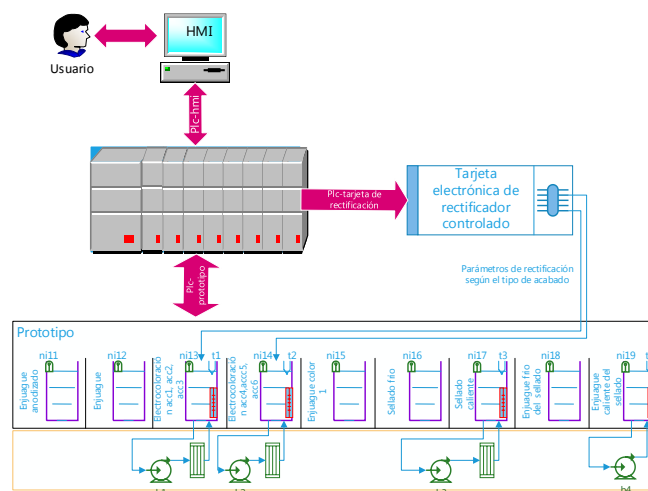 HMI
Usuario
Plc-hmi
Plc-tarjeta de
rectificación
Tarjeta
electrónica de
rectificador
controlado
Plc-
prototipo
Parámetros de rectificación
según el tipo de acabado
Prototipo
ni11
ni12
ni13
t1
ni14
t2
ni15
ni16
ni17
t3
ni18
ni19
Enjuague
anodizado
Enjuague
Electrocoloració
n acc1, acc2,
acc3
Electrocoloració
n acc4,accc5,
acc6
Enjuague color
1
Sellado frio
Sellado
caliente
Enjuague frio
del sellado
Enjuague
caliente del
sellado